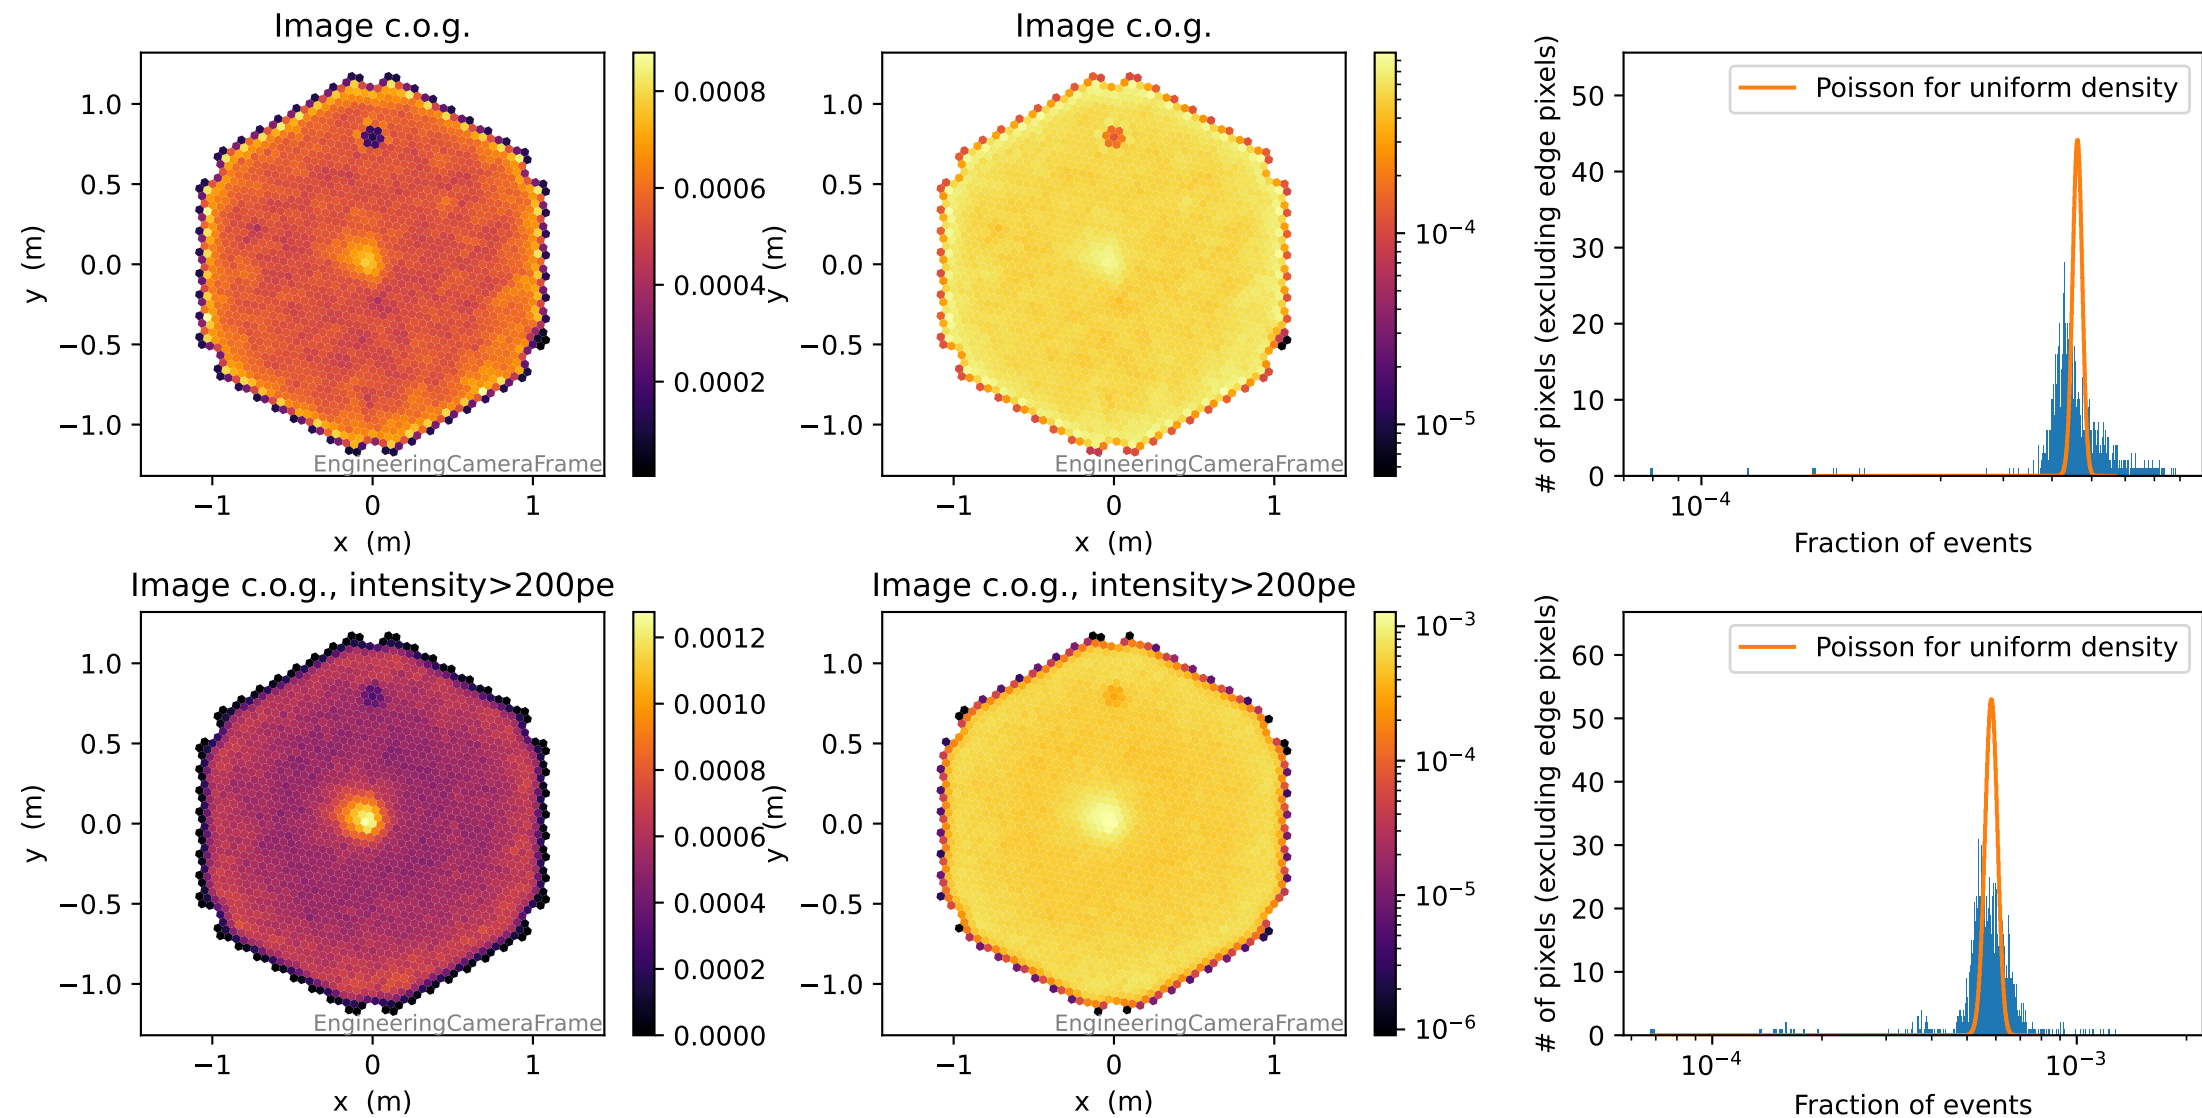 Image c.o.g.
1.0
0.5
0.0
−0.5
−1.0
y (m)
−1
0
1
x (m)
EngineeringCameraFrame
0.0008
0.0006
0.0004
0.0002
Image c.o.g.
1.0
0.5
0.0
−0.5
−1.0
y (m)
−1
0
1
x (m)
EngineeringCameraFrame
10⁻⁴
10⁻⁵
# of pixels (excluding edge pixels)
50
40
30
20
10
0
Poisson for uniform density
10⁻⁴
Fraction of events
Image c.o.g., intensity>200pe
1.0
0.5
0.0
−0.5
−1.0
y (m)
−1
0
1
x (m)
EngineeringCameraFrame
0.0012
0.0010
0.0008
0.0006
0.0004
0.0002
0.0000
Image c.o.g., intensity>200pe
1.0
0.5
0.0
−0.5
−1.0
y (m)
−1
0
1
x (m)
EngineeringCameraFrame
10⁻³
10⁻⁴
10⁻⁵
10⁻⁶
# of pixels (excluding edge pixels)
60
50
40
30
20
10
0
Poisson for uniform density
10⁻⁴
10⁻³
Fraction of events